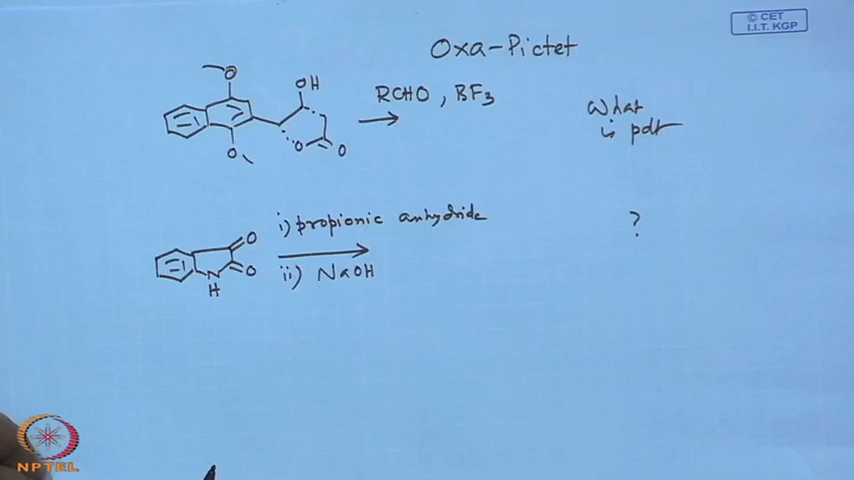 © CET
I.I.T. KGP
Oxa-Pictet
O
OH
O
O
O
RCHO, BF3
What
is pdt
O
O
N
H
i) propionic anhydride
ii) NaOH
?
NPTEL